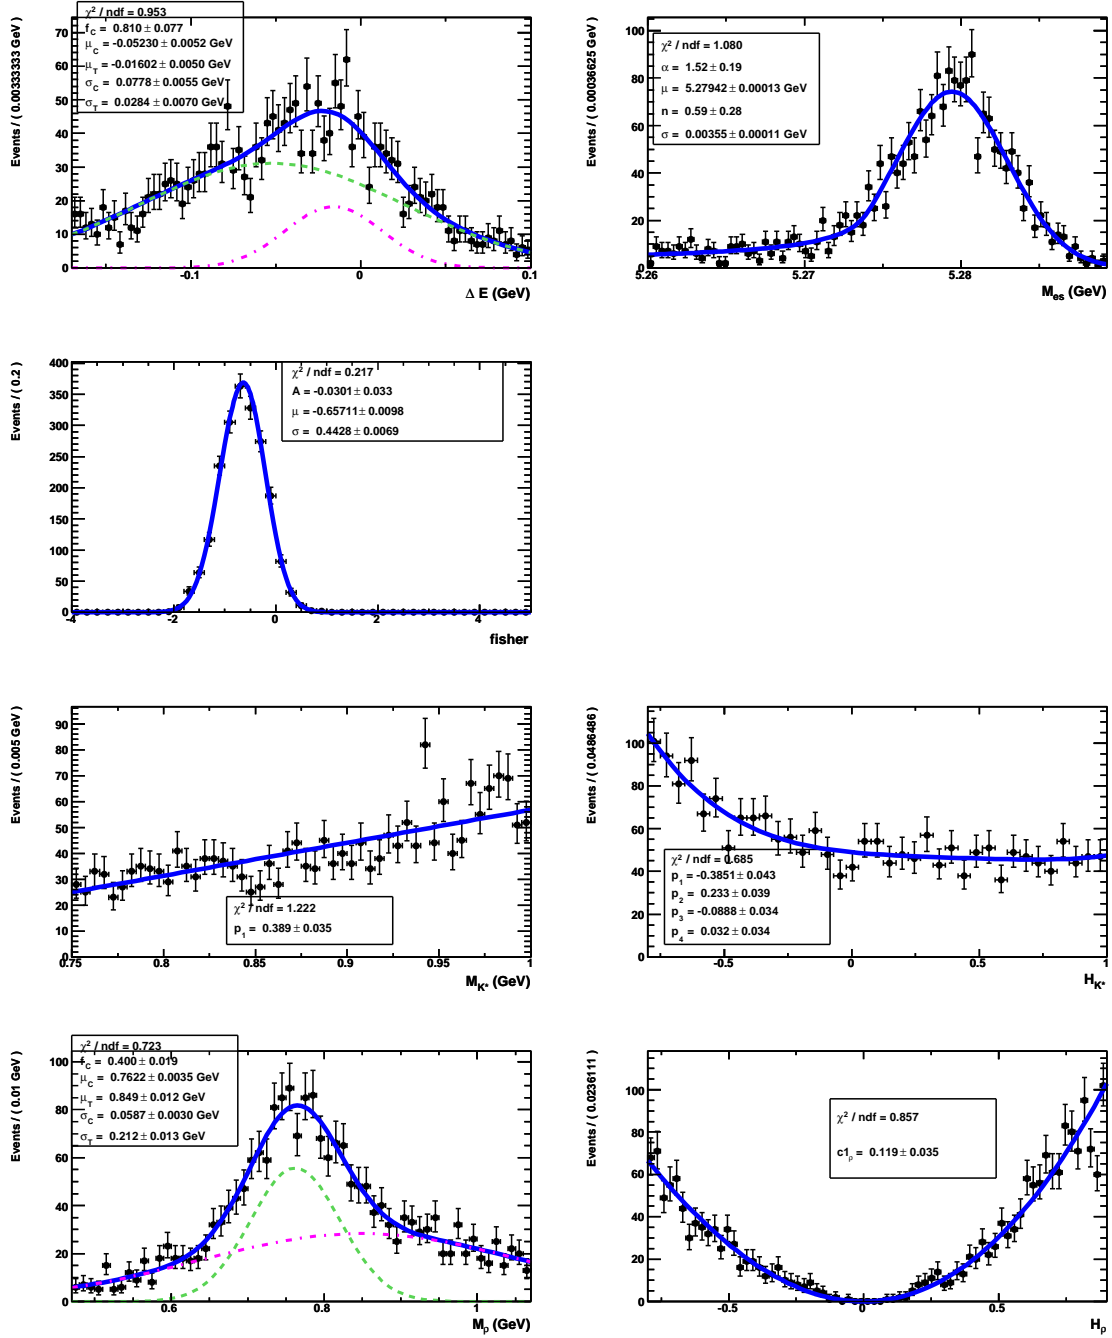 χ² / ndf = 0.953
f_C = 0.810 ± 0.077
μ_C = -0.05230 ± 0.0052 GeV
μ_T = -0.01602 ± 0.0050 GeV
σ_C = 0.0778 ± 0.0055 GeV
σ_T = 0.0284 ± 0.0070 GeV
Events / ( 0.00333333 GeV )
70
60
50
40
30
20
10
0
-0.1
0
0.1
Δ E (GeV)
χ² / ndf = 1.080
α = 1.52 ± 0.19
μ = 5.27942 ± 0.00013 GeV
n = 0.59 ± 0.28
σ = 0.00355 ± 0.00011 GeV
Events / ( 0.00036625 GeV )
100
80
60
40
20
0
5.26
5.27
5.28
M_es (GeV)
χ² / ndf = 0.217
A = -0.0301 ± 0.033
μ = -0.65711 ± 0.0098
σ = 0.4428 ± 0.0069
Events / ( 0.2 )
400
350
300
250
200
150
100
50
0
-4
-2
0
2
4
fisher
Events / ( 0.005 GeV )
90
80
70
60
50
40
30
20
10
0
χ² / ndf = 1.222
p_1 = 0.389 ± 0.035
0.75
0.8
0.85
0.9
0.95
1
M_K* (GeV)
Events / ( 0.0486486 )
100
80
60
40
20
0
χ² / ndf = 0.685
p_1 = -0.3851 ± 0.043
p_2 = 0.233 ± 0.039
p_3 = -0.0888 ± 0.034
p_4 = 0.032 ± 0.034
-0.5
0
0.5
1
H_K*
χ² / ndf = 0.723
f_C = 0.400 ± 0.019
μ_C = 0.7622 ± 0.0035 GeV
μ_T = 0.849 ± 0.012 GeV
σ_C = 0.0587 ± 0.0030 GeV
σ_T = 0.212 ± 0.013 GeV
Events / ( 0.01 GeV )
100
80
60
40
20
0
0.6
0.8
1
M_ρ (GeV)
Events / ( 0.0236111 )
100
80
60
40
20
0
χ² / ndf = 0.857
c1_ρ = 0.119 ± 0.035
-0.5
0
0.5
H_ρ